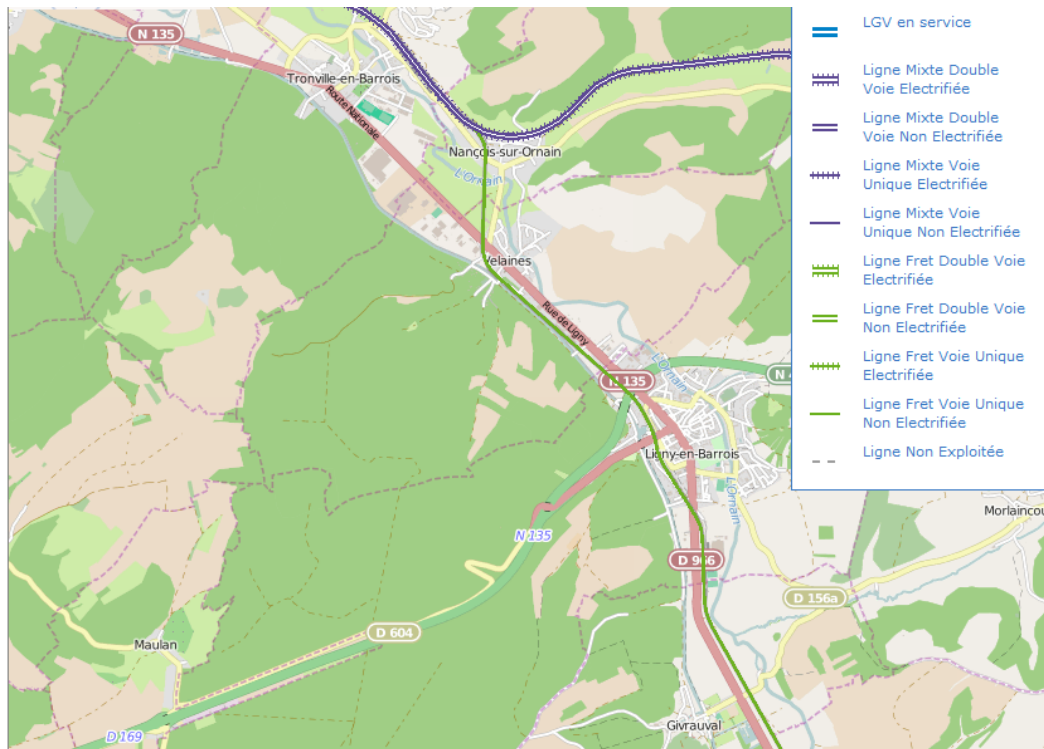 N 135
Tronville-en-Barrois
Route Nationale
Nançois-sur-Ornain
L'Ornain
Velaines
Rue de Ligny
L'Ornain
N 135
N 4
Ligny-en-Barrois
L'Ornain
N 135
D 966
Morlaincou
D 156a
D 604
Maulan
Givrauval
D 169
LGV en service
Ligne Mixte Double
Voie Electrifiée
Ligne Mixte Double
Voie Non Electrifiée
Ligne Mixte Voie
Unique Electrifiée
Ligne Mixte Voie
Unique Non Electrifiée
Ligne Fret Double Voie
Electrifiée
Ligne Fret Double Voie
Non Electrifiée
Ligne Fret Voie Unique
Electrifiée
Ligne Fret Voie Unique
Non Electrifiée
Ligne Non Exploitée